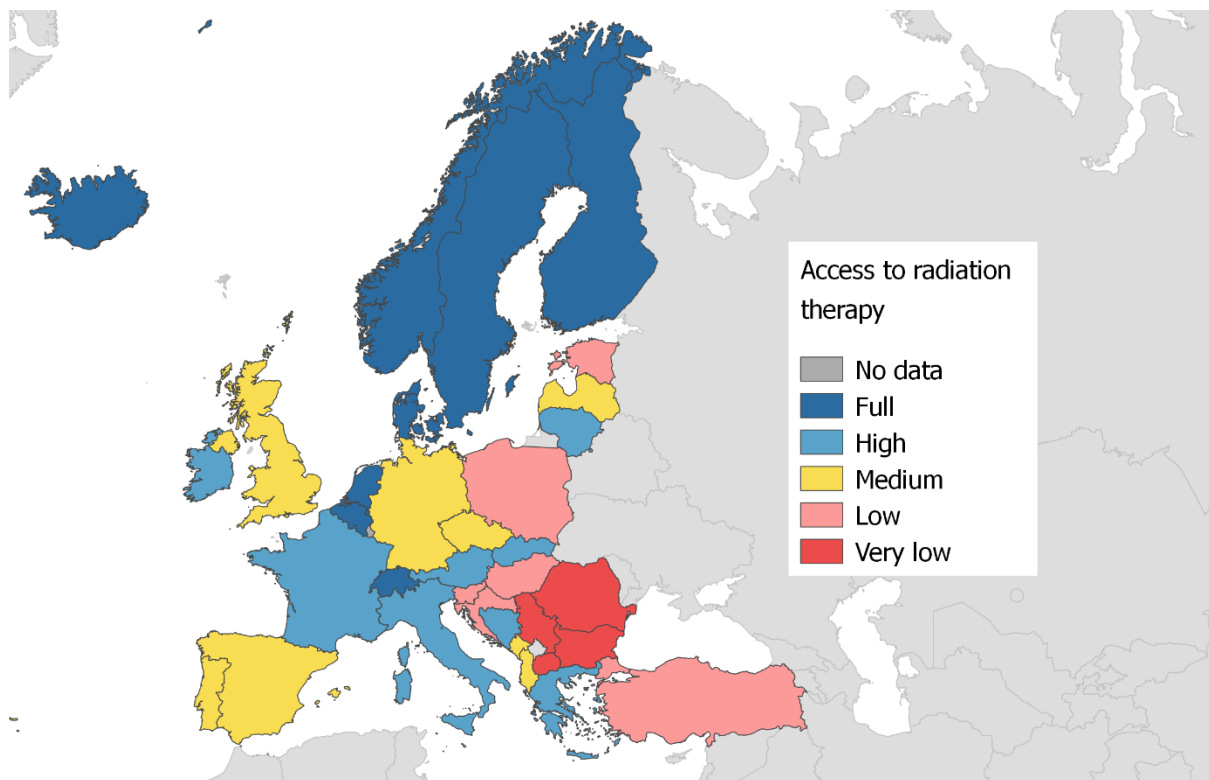 Access to radiation
therapy
No data
Full
High
Medium
Low
Very low